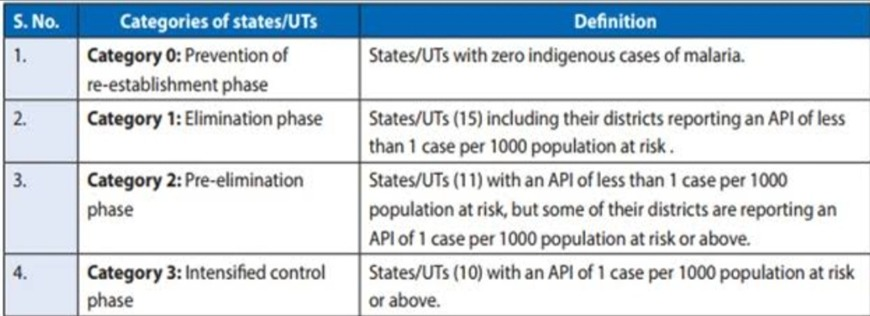 S. No. Categories of states/UTs Definition
1. Category 0: Prevention of States/UTs with zero indigenous cases of malaria.
re-establishment phase
2. Category 1: Elimination phase States/UTs (15) including their districts reporting an API of less
than 1 case per 1000 population at risk .
3. Category 2: Pre-elimination States/UTs (11) with an API of less than 1 case per 1000
phase population at risk, but some of their districts are reporting an
API of 1 case per 1000 population at risk or above.
4. Category 3: Intensified control States/UTs (10) with an API of 1 case per 1000 population at risk
phase or above.